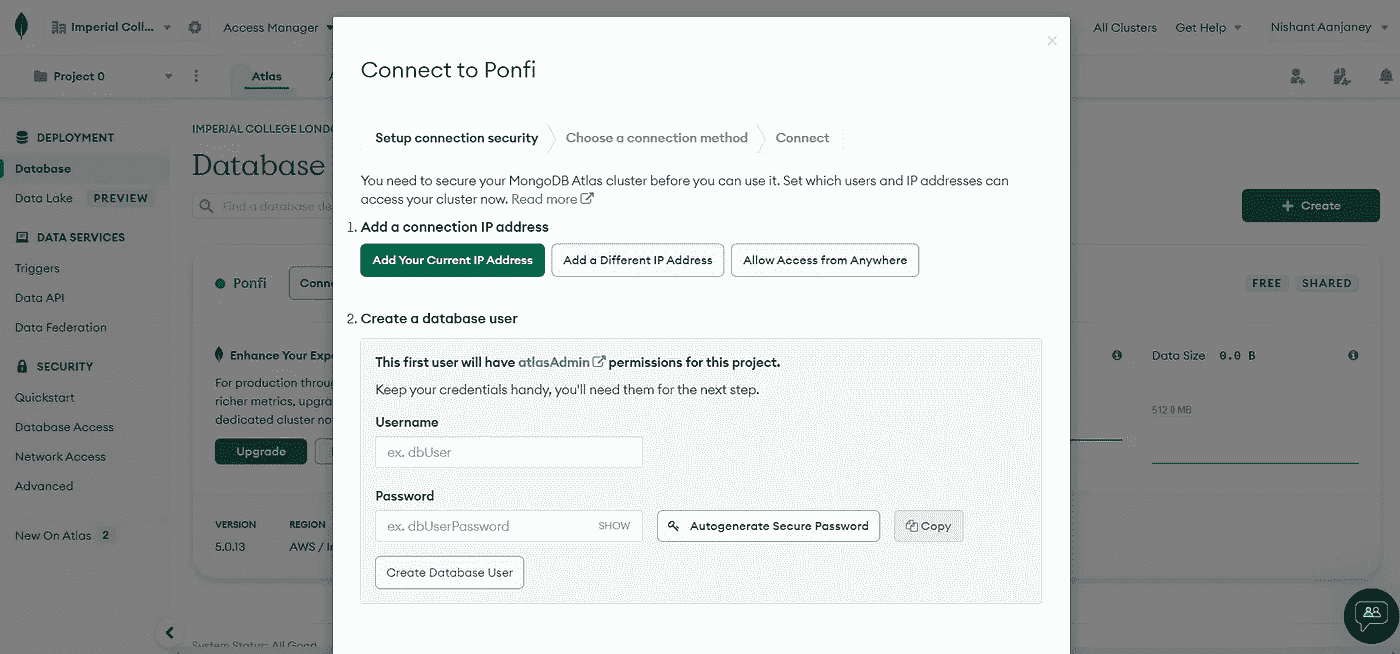 Imperial Coll...
Access Manager
All Clusters
Get Help
Nishant Aanjaney
Project 0
Atlas
DEPLOYMENT
Database
Data Lake
PREVIEW
DATA SERVICES
Triggers
Data API
Data Federation
SECURITY
Quickstart
Database Access
Network Access
Advanced
New On Atlas 2
IMPERIAL COLLEGE
Database
Find a database
Create
Ponfi
FREE
SHARED
Enhance Your
For production
richer metrics,
dedicated cluster
Upgrade
Data Size 0.0 B
512.0 MB
VERSION
REGION
5.0.13
AWS /
System Status: All Good
Connect to Ponfi
Setup connection security
Choose a connection method
Connect
You need to secure your MongoDB Atlas cluster before you can use it. Set which users and IP addresses can
access your cluster now. Read more
1. Add a connection IP address
Add Your Current IP Address
Add a Different IP Address
Allow Access from Anywhere
2. Create a database user
This first user will have atlasAdmin permissions for this project.
Keep your credentials handy, you'll need them for the next step.
Username
ex. dbUser
Password
ex. dbUserPassword
SHOW
Autogenerate Secure Password
Copy
Create Database User